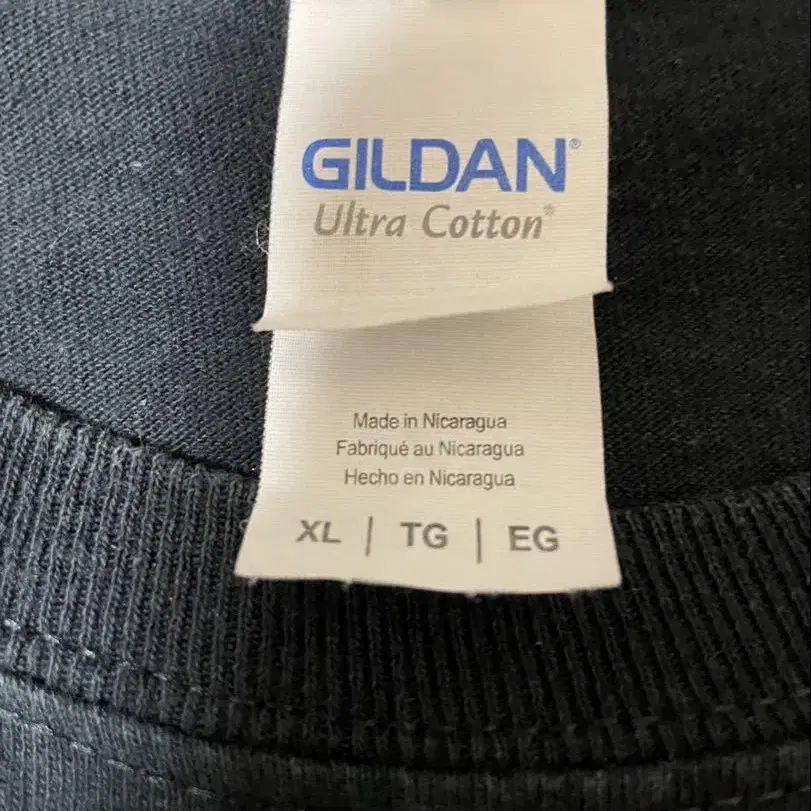 GILDAN®
Ultra Cotton®
Made in Nicaragua
Fabriqué au Nicaragua
Hecho en Nicaragua
XL | TG | EG